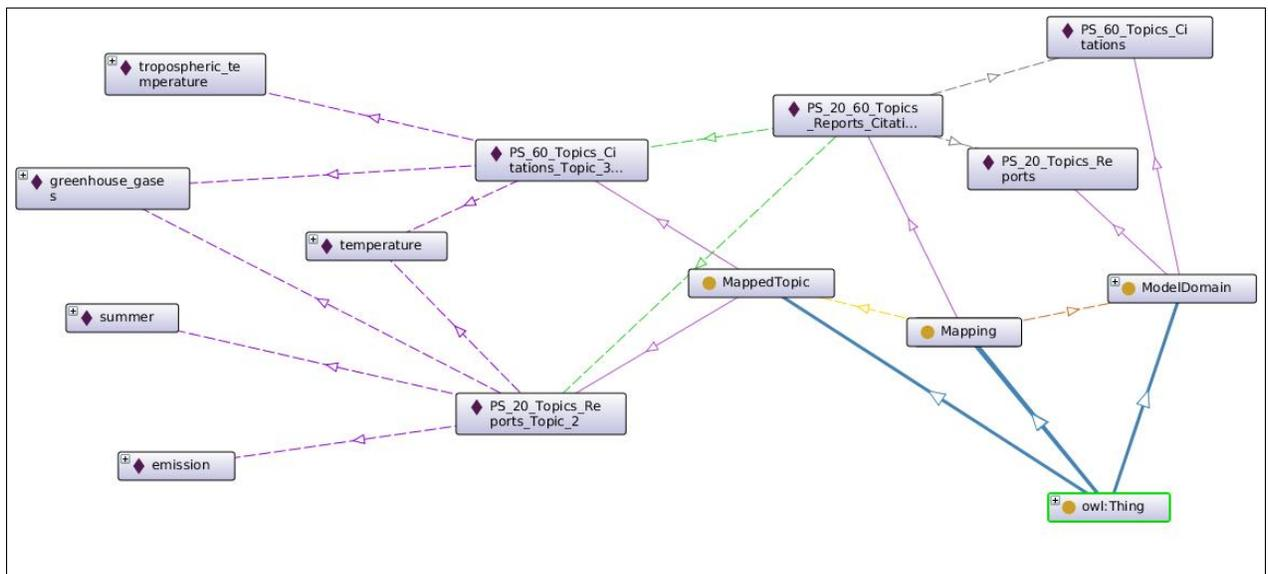 PS_60_Topics_Ci
tations
tropospheric_te
mperature
PS_20_60_Topics
_Reports_Citati...
PS_60_Topics_Ci
tations_Topic_3...
PS_20_Topics_Re
ports
greenhouse_gase
s
temperature
MappedTopic
ModelDomain
summer
Mapping
PS_20_Topics_Re
ports_Topic_2
emission
owl:Thing